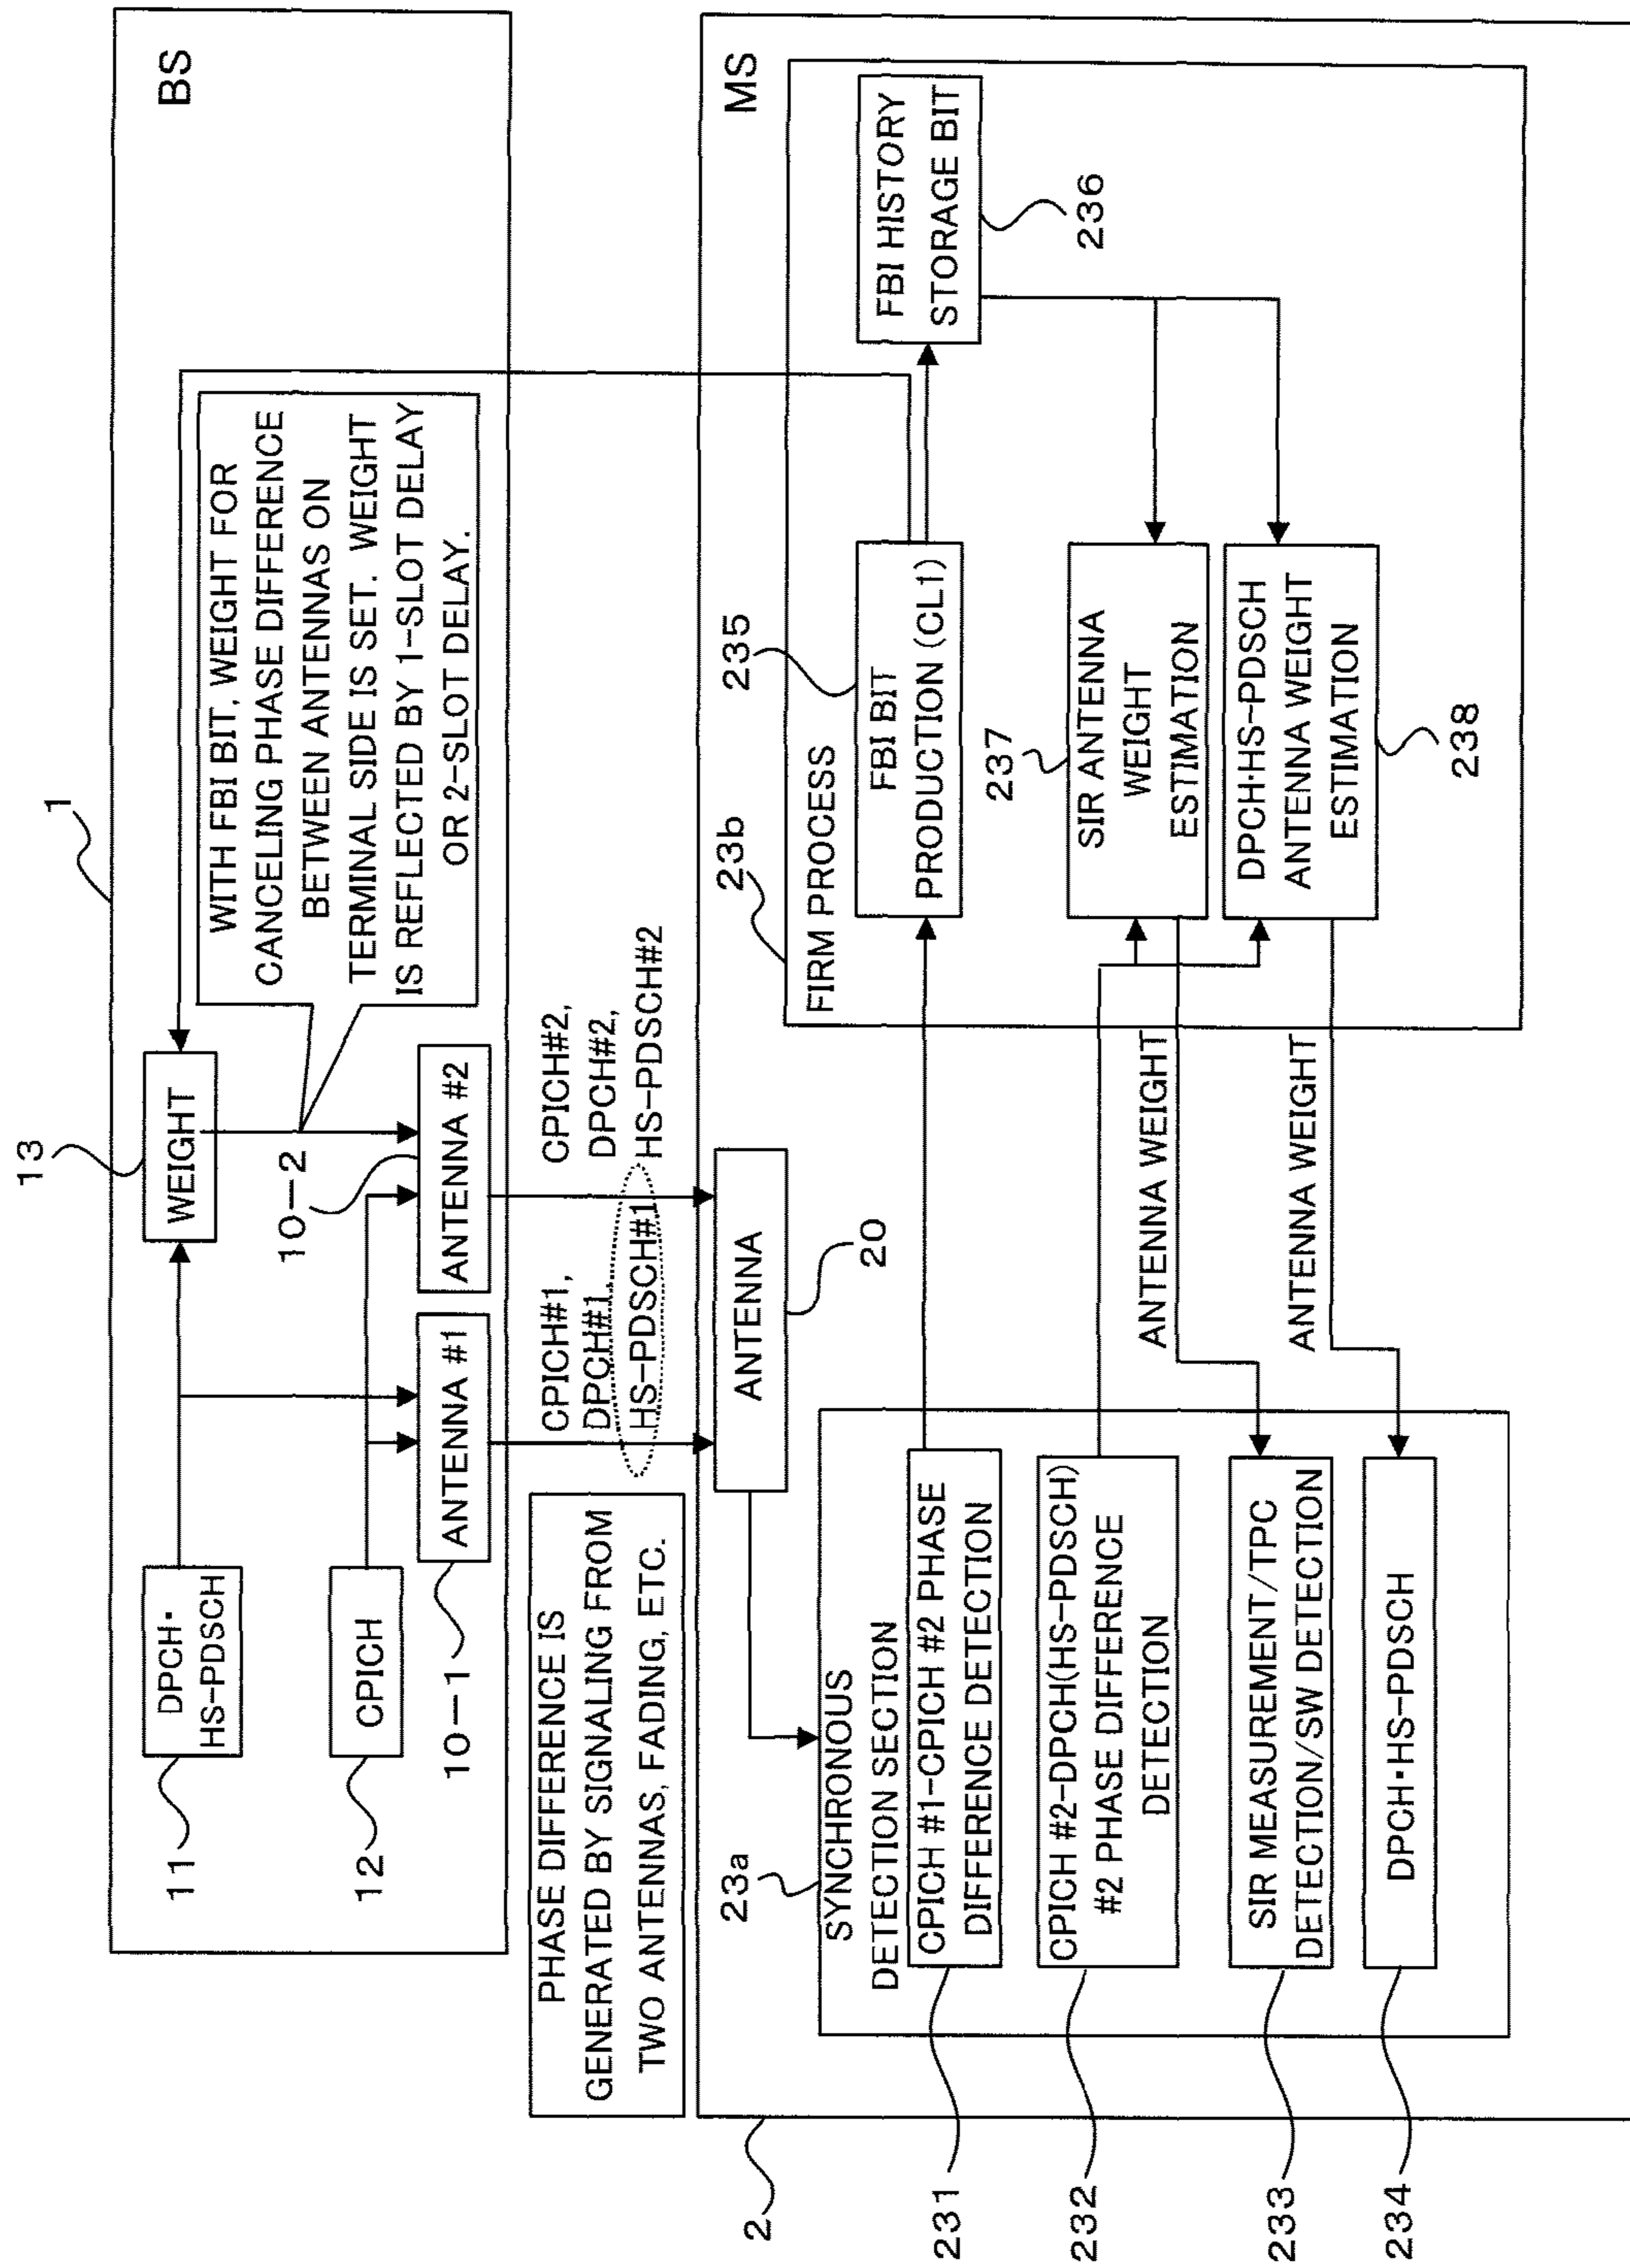 1
BS
11
DPCH·
HS-PDSCH
12
CPICH
13
WEIGHT
WITH FBI BIT, WEIGHT FOR
CANCELING PHASE DIFFERENCE
BETWEEN ANTENNAS ON
TERMINAL SIDE IS SET. WEIGHT
IS REFLECTED BY 1-SLOT DELAY
OR 2-SLOT DELAY.
10-1
ANTENNA #1
10-2
ANTENNA #2
PHASE DIFFERENCE IS
GENERATED BY SIGNALING FROM
TWO ANTENNAS, FADING, ETC.
CPICH#1,
DPCH#1,
HS-PDSCH#1
CPICH#2,
DPCH#2,
HS-PDSCH#2
2
MS
ANTENNA
20
23a
SYNCHRONOUS
DETECTION SECTION
231
CPICH #1-CPICH #2 PHASE
DIFFERENCE DETECTION
232
CPICH #2-DPCH(HS-PDSCH)
#2 PHASE DIFFERENCE
DETECTION
233
SIR MEASUREMENT/TPC
DETECTION/SW DETECTION
234
DPCH·HS-PDSCH
ANTENNA WEIGHT
ANTENNA WEIGHT
23b
FIRM PROCESS
235
FBI BIT
PRODUCTION (CL1)
FBI HISTORY
STORAGE BIT
236
237
SIR ANTENNA
WEIGHT
ESTIMATION
DPCH·HS-PDSCH
ANTENNA WEIGHT
ESTIMATION
238